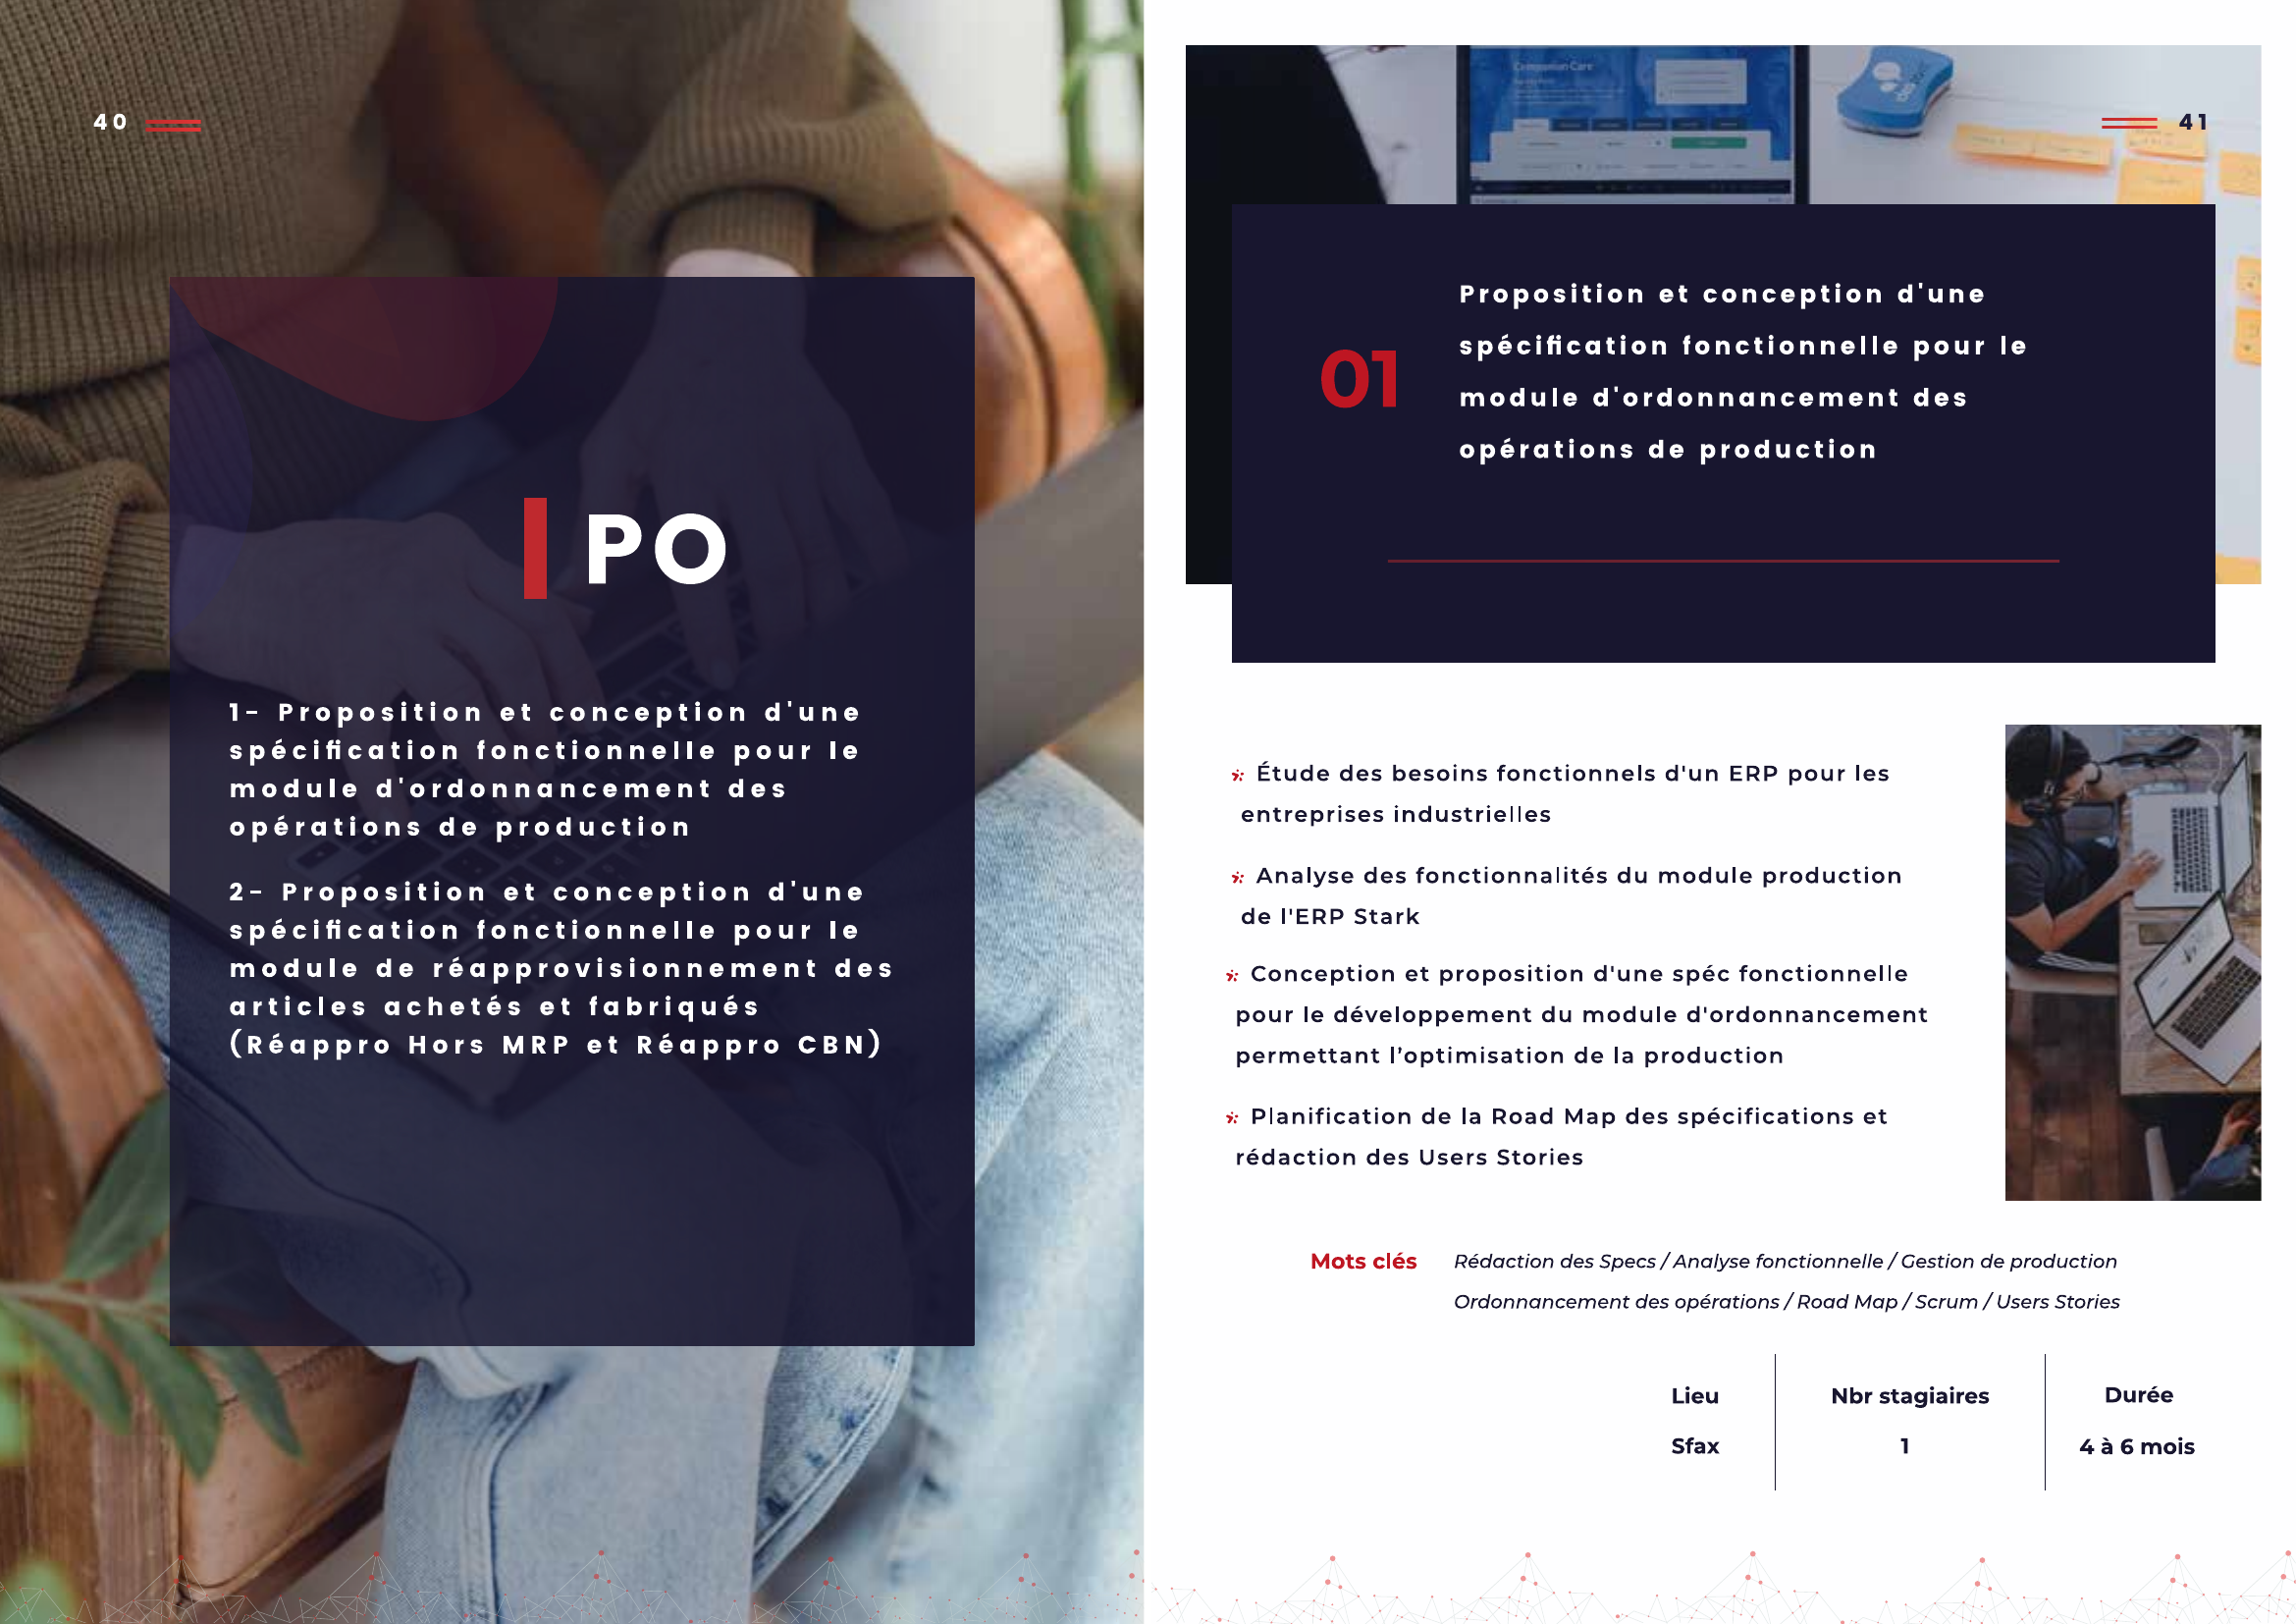 40
PO
1- Proposition et conception d'une
spécification fonctionnelle pour le
module d'ordonnancement des
opérations de production
2- Proposition et conception d'une
spécification fonctionnelle pour le
module de réapprovisionnement des
articles achetés et fabriqués
(Réappro Hors MRP et Réappro CBN)
Companion Care
41
01
Proposition et conception d'une
spécification fonctionnelle pour le
module d'ordonnancement des
opérations de production
Étude des besoins fonctionnels d'un ERP pour les
entreprises industrielles
Analyse des fonctionnalités du module production
de l'ERP Stark
Conception et proposition d'une spéc fonctionnelle
pour le développement du module d'ordonnancement
permettant l’optimisation de la production
Planification de la Road Map des spécifications et
rédaction des Users Stories
Mots clés Rédaction des Specs / Analyse fonctionnelle / Gestion de production
Ordonnancement des opérations / Road Map / Scrum / Users Stories
Lieu Nbr stagiaires Durée
Sfax 1 4 à 6 mois